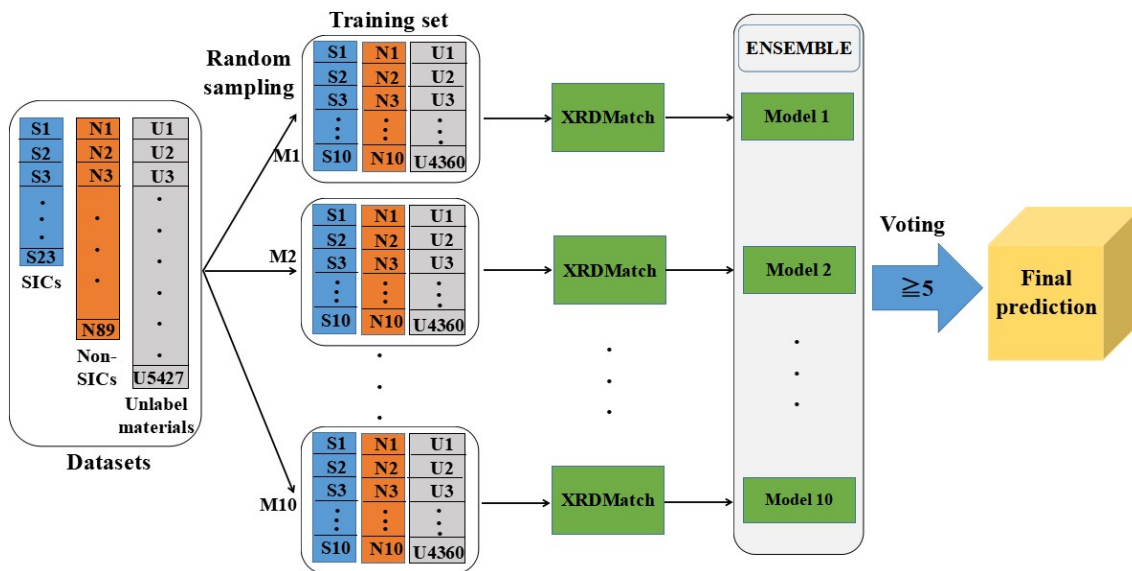 Training set
Random
sampling
S1
S2
S3
S23
SICs
N1
N2
N3
N89
Non-
SICs
U1
U2
U3
U5427
Unlabel
materials
Datasets
M1
S1
S2
S3
S10
N1
N2
N3
N10
U1
U2
U3
U4360
XRDMatch
M2
S1
S2
S3
S10
N1
N2
N3
N10
U1
U2
U3
U4360
XRDMatch
M10
S1
S2
S3
S10
N1
N2
N3
N10
U1
U2
U3
U4360
XRDMatch
ENSEMBLE
Model 1
Model 2
Model 10
Voting
≧5
Final
prediction